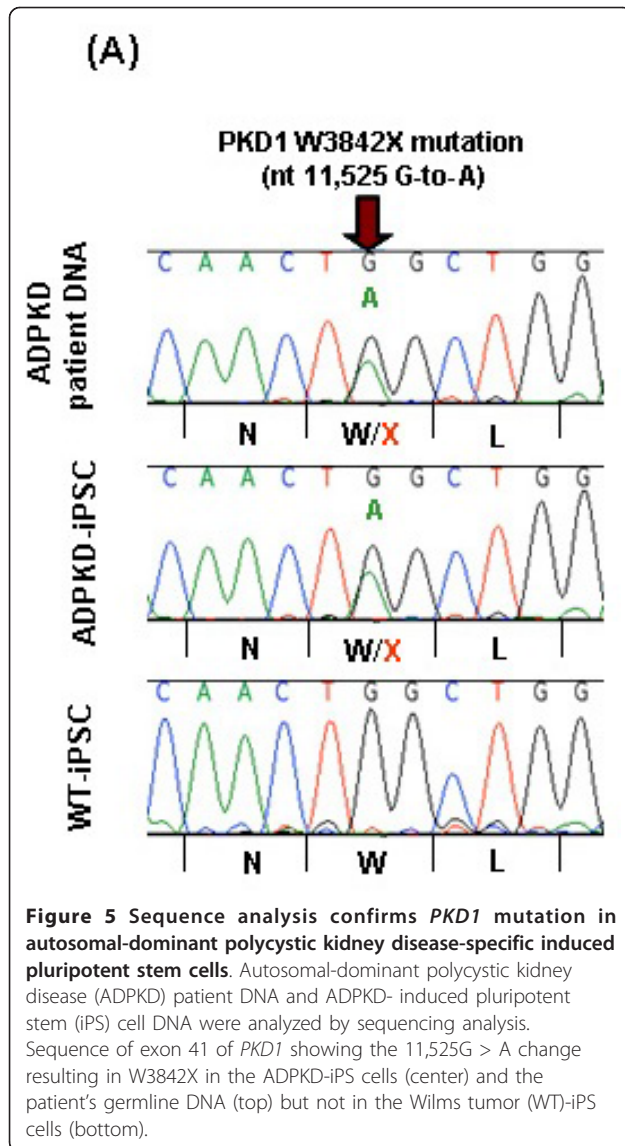 (A)
PKD1 W3842X mutation
(nt 11,525 G-to-A)
ADPKD
patient DNA
C A A C T G G C T G G
A
N W/X L
ADPKD-iPSC
C A A C T G G C T G G
A
N W/X L
WT-iPSC
C A A C T G G C T G G
N W L
Figure 5 Sequence analysis confirms PKD1 mutation in
autosomal-dominant polycystic kidney disease-specific induced
pluripotent stem cells. Autosomal-dominant polycystic kidney
disease (ADPKD) patient DNA and ADPKD- induced pluripotent
stem (iPS) cell DNA were analyzed by sequencing analysis.
Sequence of exon 41 of PKD1 showing the 11,525G > A change
resulting in W3842X in the ADPKD-iPS cells (center) and the
patient's germline DNA (top) but not in the Wilms tumor (WT)-iPS
cells (bottom).